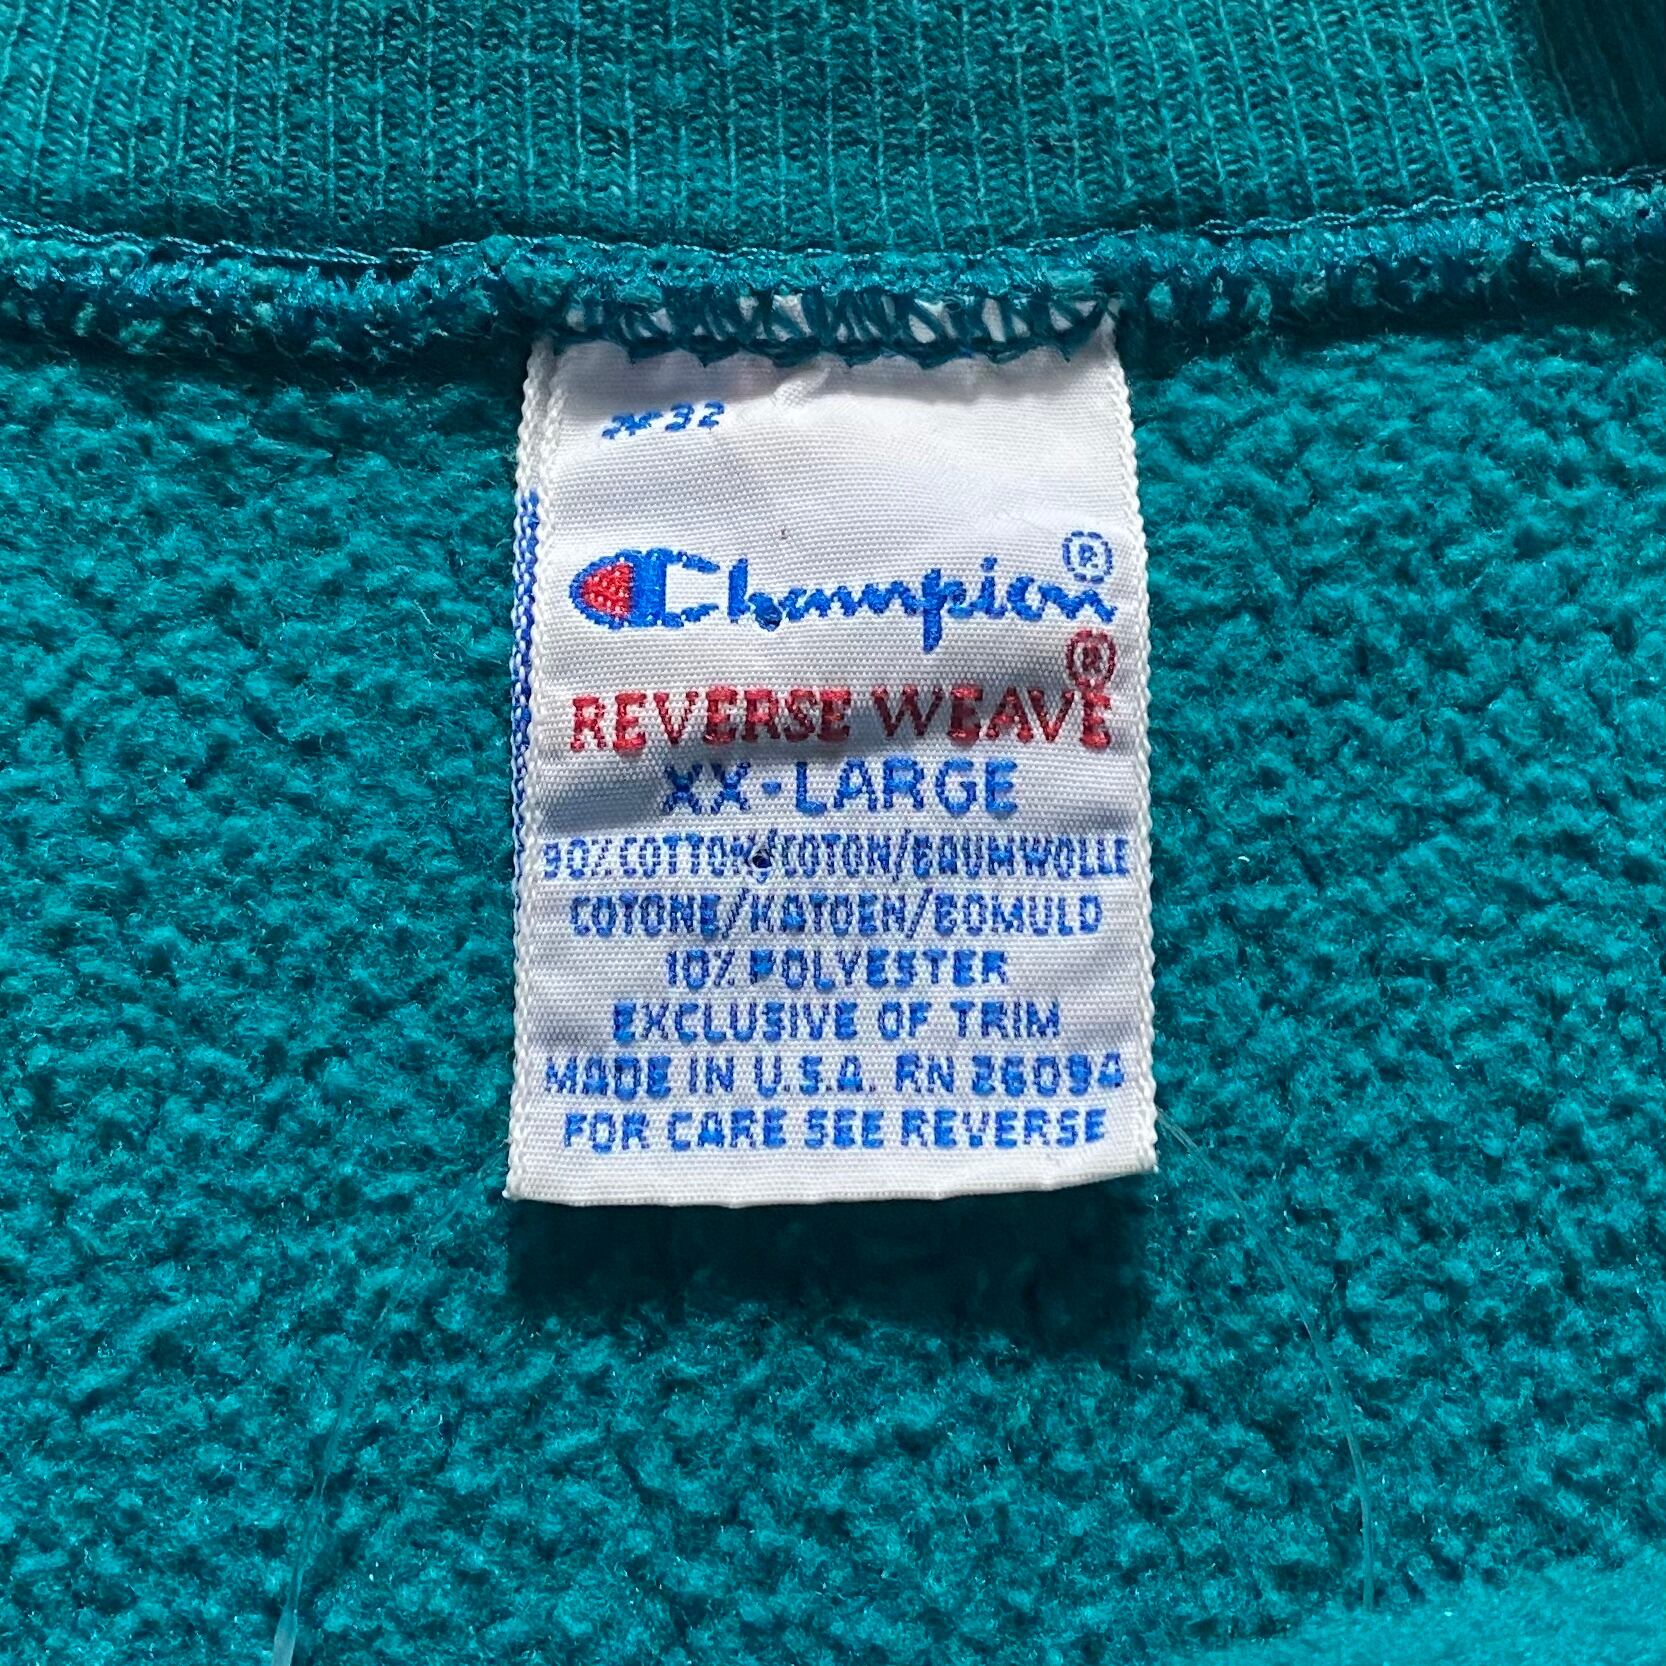 #32
Champion®
REVERSE WEAVE®
XX-LARGE
90% COTTON/COTON/BAUMWOLLE
COTONE/KATOEN/BOMULD
10% POLYESTER
EXCLUSIVE OF TRIM
MADE IN U.S.A. RN 26094
FOR CARE SEE REVERSE